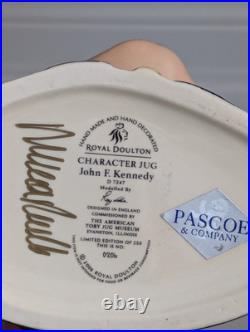 HAND MADE AND HAND DECORATED
ROYAL DOULTON
CHARACTER JUG
John F. Kennedy
D 7247
Modelled By
DESIGNED IN ENGLAND
COMMISSIONED BY
THE AMERICAN
TOBY JUG MUSEUM
EVANSTON, ILLINOIS
LIMITED EDITION OF
THIS IS NO.
© ROYAL DOULTON
PASCOE
& COMPANY